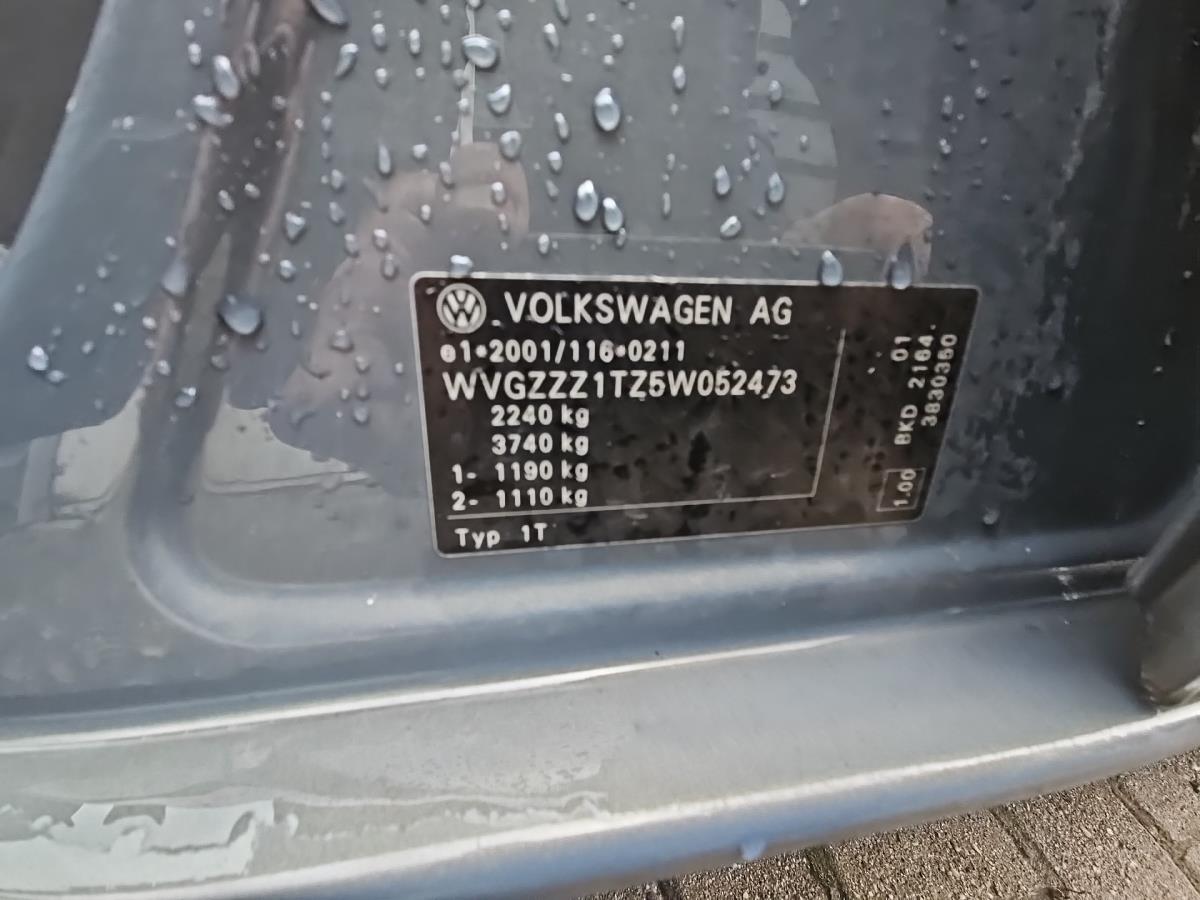 VOLKSWAGEN AG
e1*2001/116*0211
WVGZZZ1TZ5W052473
2240 kg
3740 kg
1- 1190 kg
2- 1110 kg
Typ 1T
1.00 BKD 2164. 01
3830350